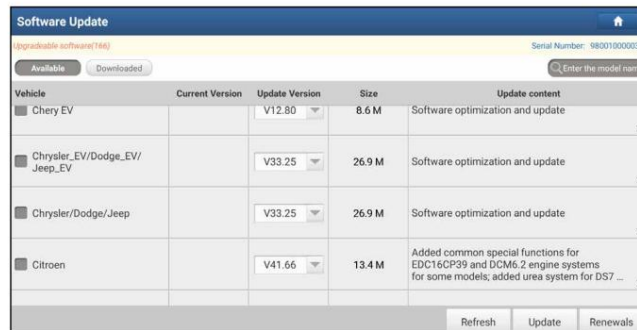 Software Update
Upgradeable software(166)
Serial Number: 98001000003
Available Downloaded
Enter the model nam
Vehicle Current Version Update Version Size Update content
Chery EV V12.80 8.6 M Software optimization and update
Chrysler_EV/Dodge_EV/
Jeep_EV V33.25 26.9 M Software optimization and update
Chrysler/Dodge/Jeep V33.25 26.9 M Software optimization and update
Citroen V41.66 13.4 M Added common special functions for
EDC16CP39 and DCM6.2 engine systems
for some models; added urea system for DS7 ...
Refresh Update Renewals